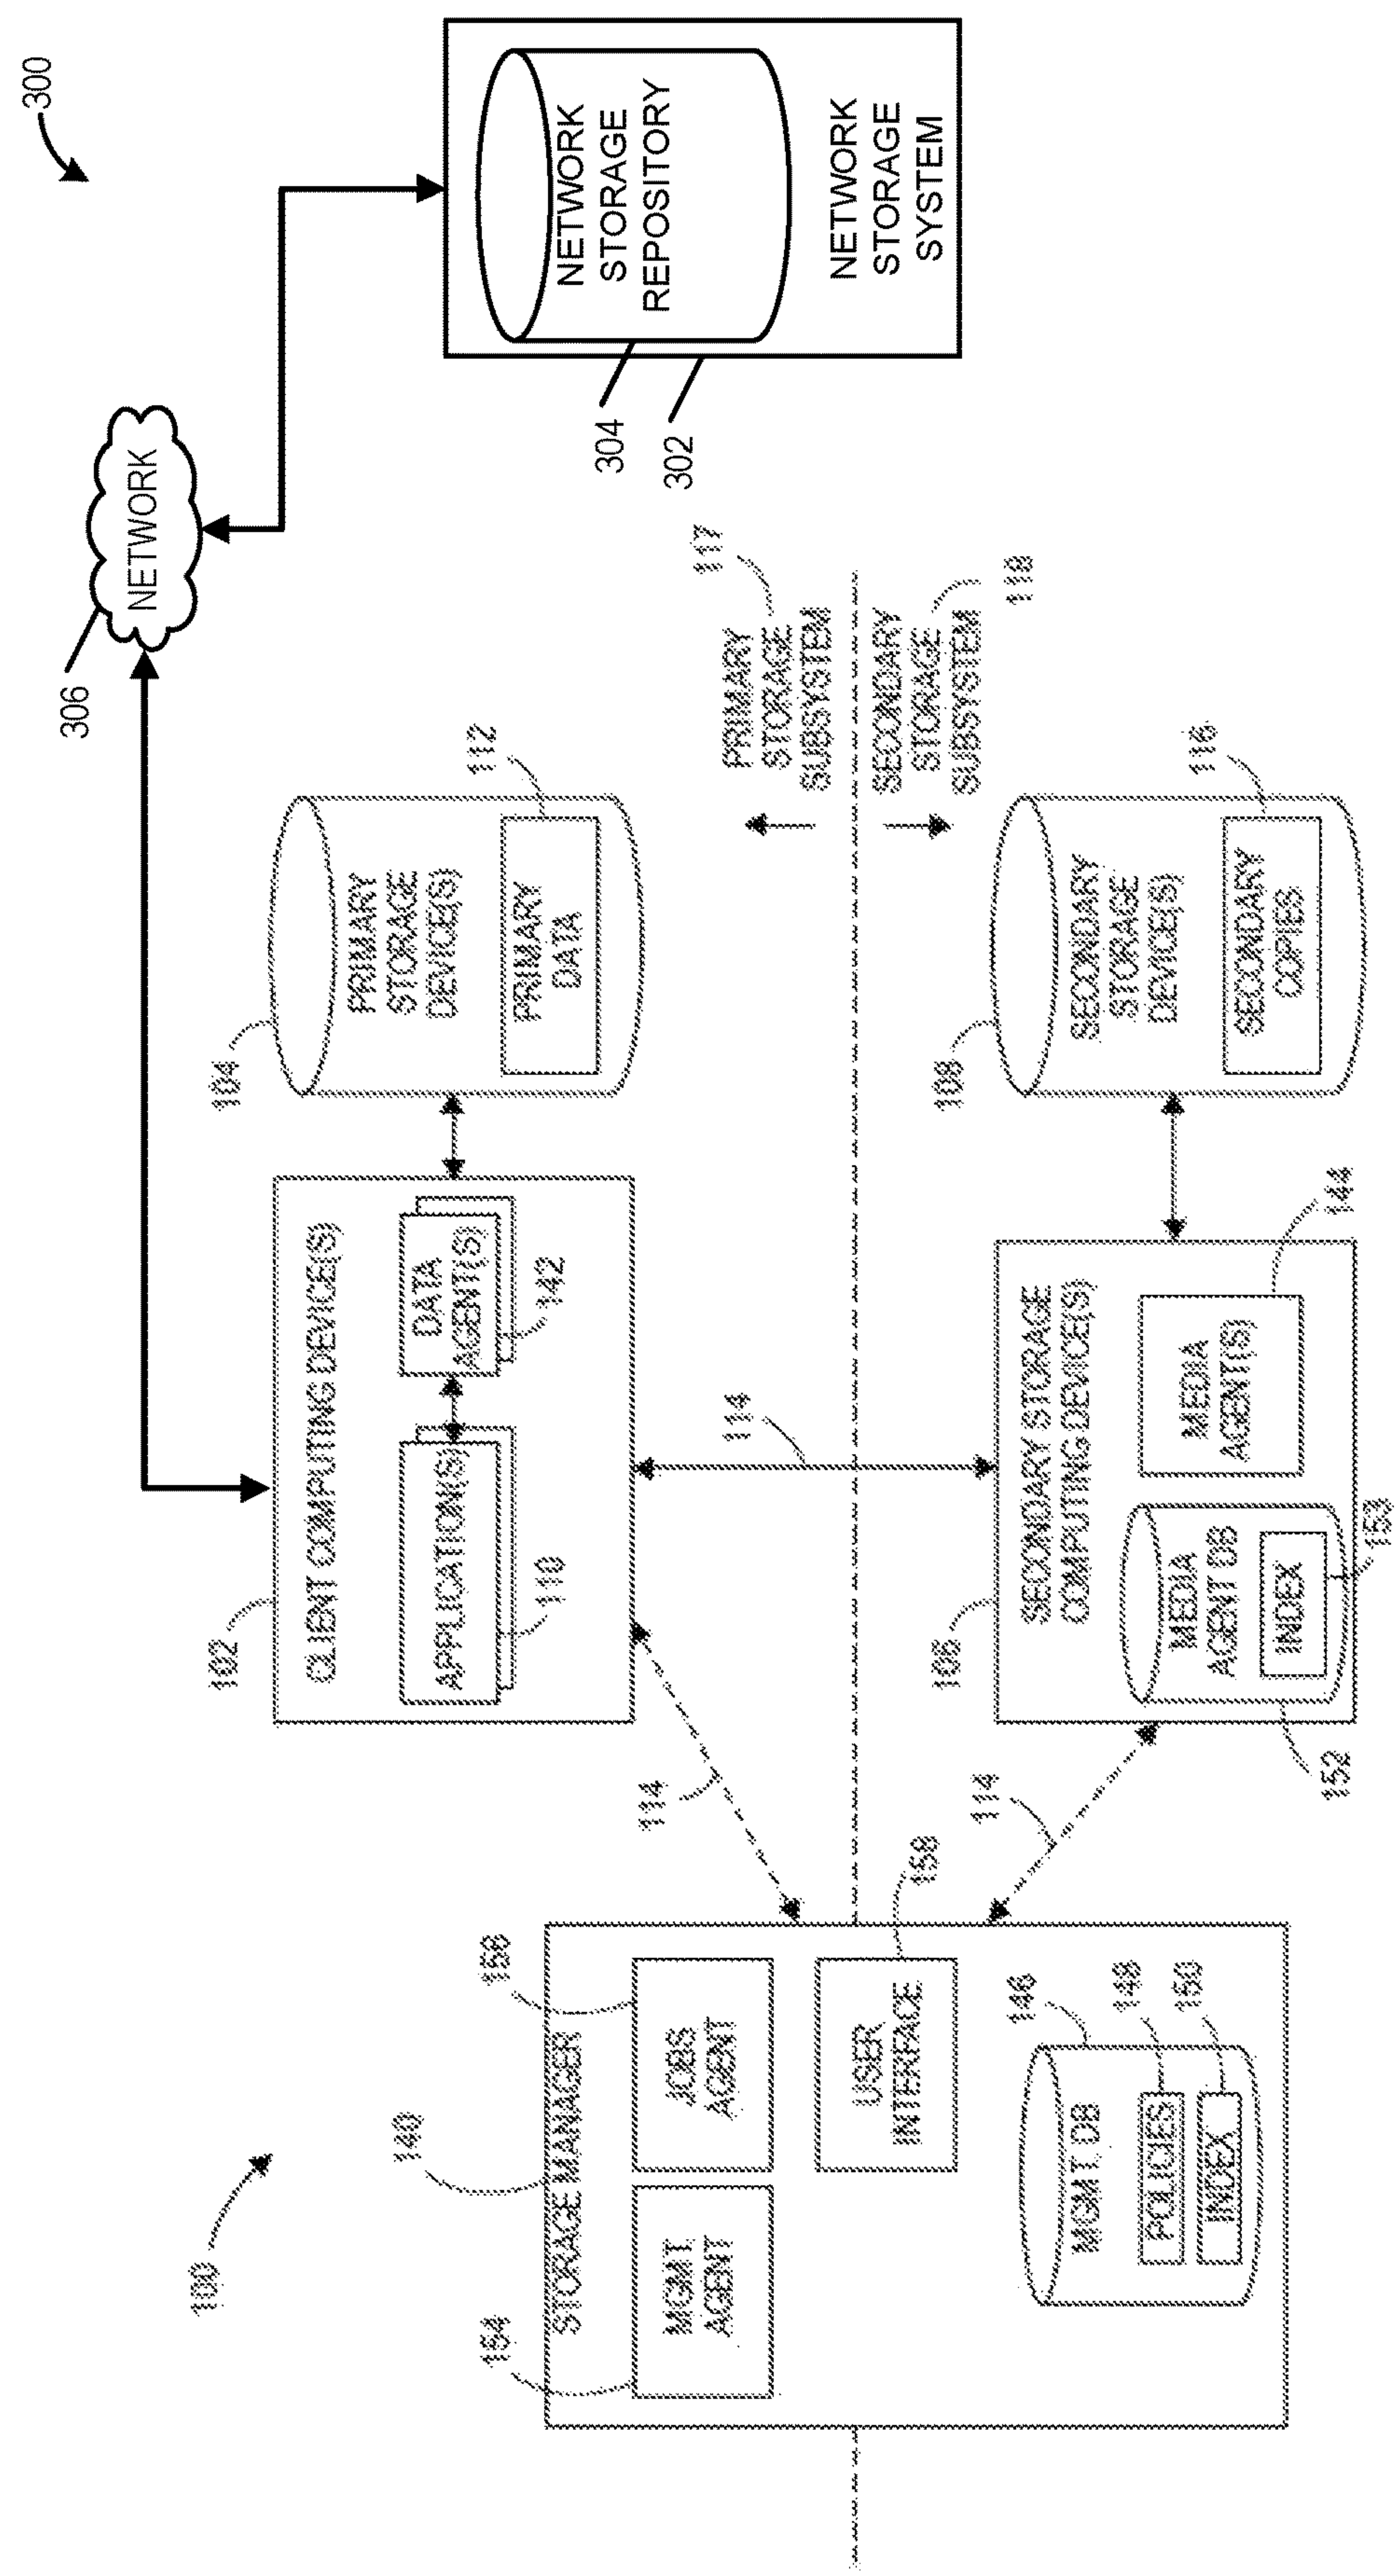 300
100
306
NETWORK
102
CLIENT COMPUTING DEVICE(S)
APPLICATION(S)
110
DATA
AGENT(S)
142
104
PRIMARY
STORAGE
DEVICE(S)
PRIMARY
DATA
112
NETWORK
STORAGE
REPOSITORY
NETWORK
STORAGE
SYSTEM
304
302
140
STORAGE MANAGER
154
MGMT.
AGENT
156
JOBS
AGENT
158
USER
INTERFACE
146
MGMT. DB
148
POLICIES
150
INDEX
114
114
114
PRIMARY
STORAGE
SUBSYSTEM
117
SECONDARY
STORAGE
SUBSYSTEM
118
106
SECONDARY STORAGE
COMPUTING DEVICE(S)
MEDIA
AGENT DB
INDEX
152
153
MEDIA
AGENT(S)
144
108
SECONDARY
STORAGE
DEVICE(S)
SECONDARY
COPIES
116